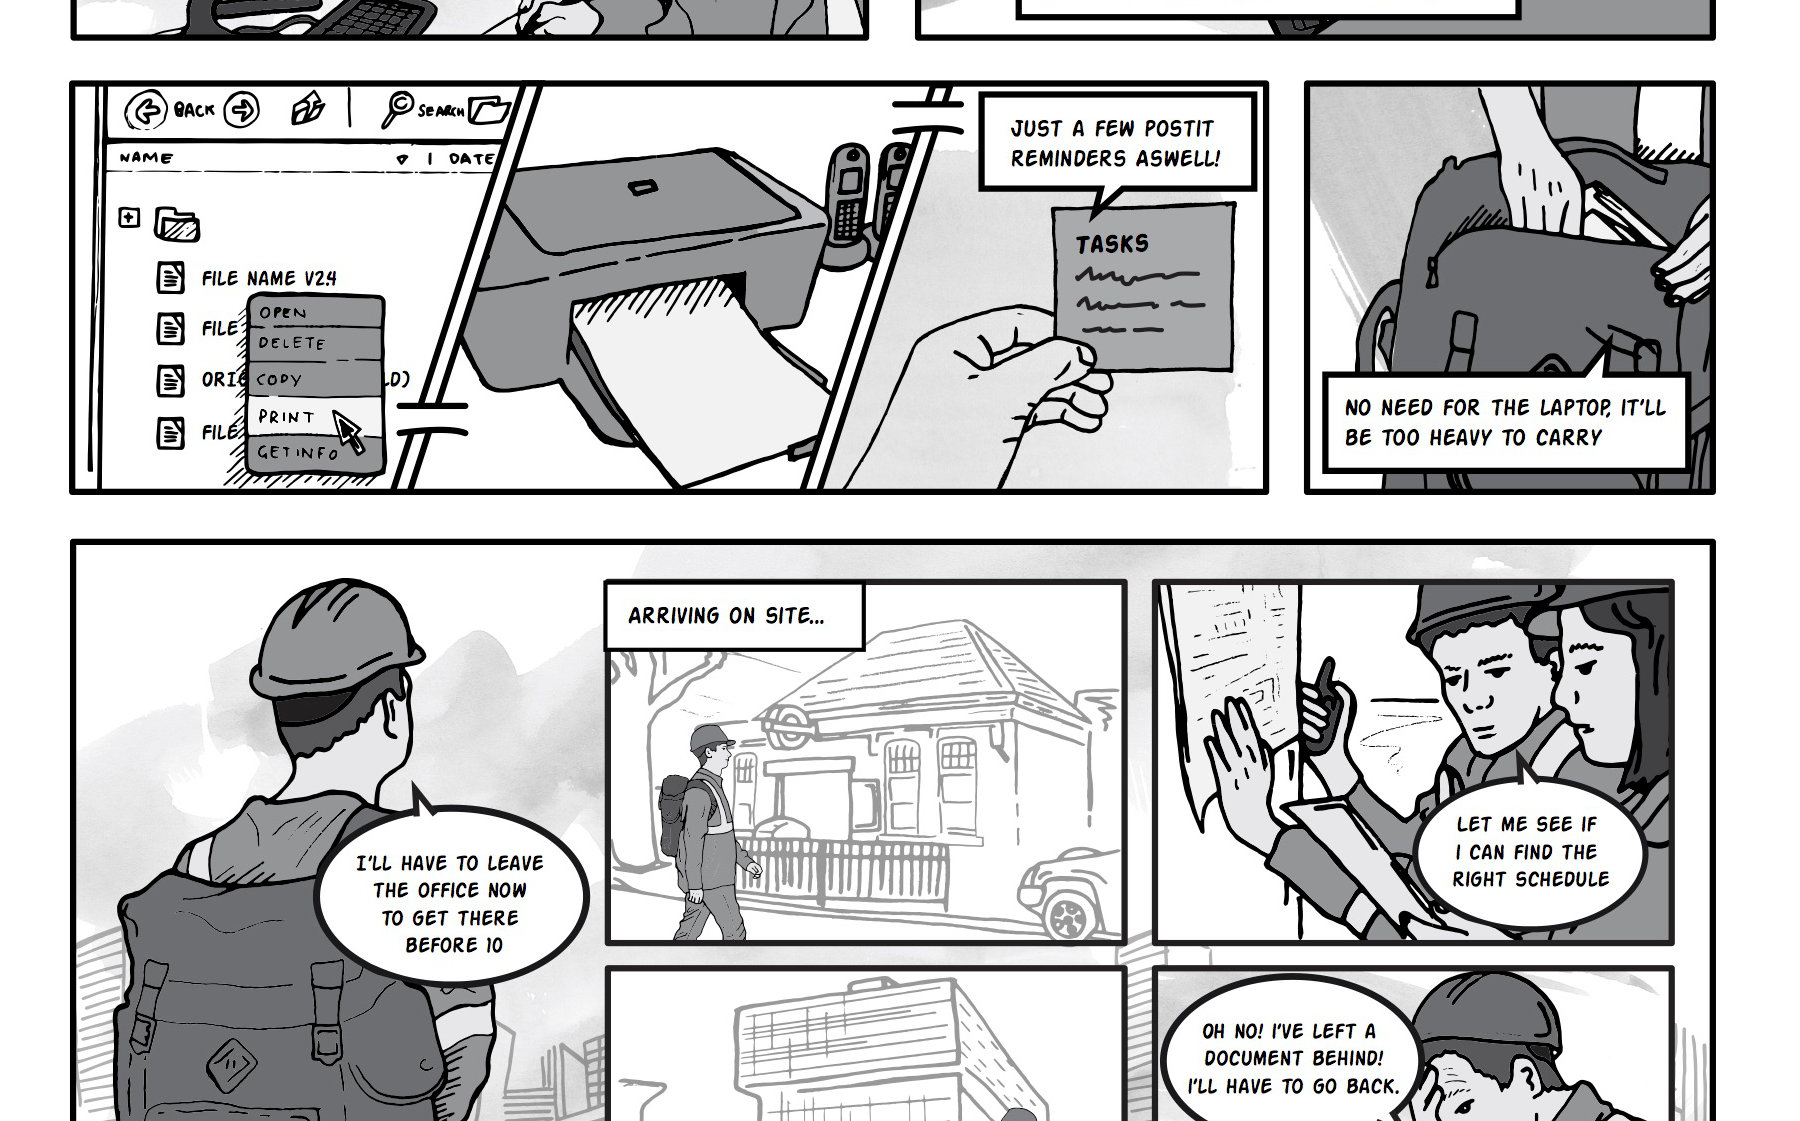 BACK
SEARCH
NAME
DATE
FILE NAME V2.4
FILE
ORIG
LD)
FILE
OPEN
DELETE
COPY
PRINT
GET INFO
JUST A FEW POSTIT
REMINDERS ASWELL!
TASKS
NO NEED FOR THE LAPTOP, IT'LL
BE TOO HEAVY TO CARRY
I'LL HAVE TO LEAVE
THE OFFICE NOW
TO GET THERE
BEFORE 10
ARRIVING ON SITE...
LET ME SEE IF
I CAN FIND THE
RIGHT SCHEDULE
OH NO! I'VE LEFT A
DOCUMENT BEHIND!
I'LL HAVE TO GO BACK.